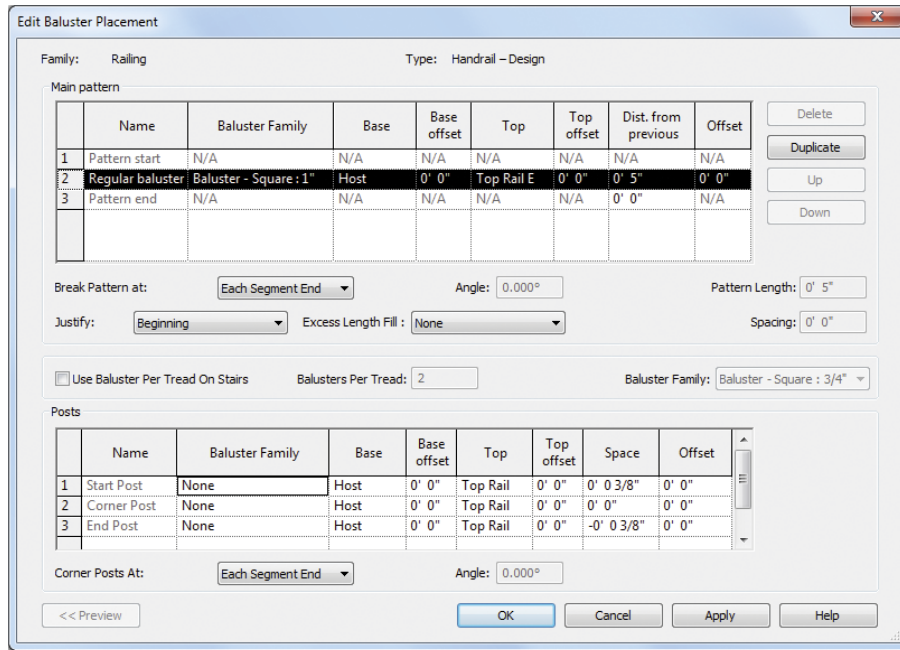 Edit Baluster Placement
Family: Railing Type: Handrail – Design
Main pattern
Name Baluster Family Base Base offset Top Top offset Dist. from previous Offset
1 Pattern start N/A N/A N/A N/A N/A N/A N/A
2 Regular baluster Baluster - Square : 1" Host 0' 0" Top Rail E 0' 0" 0' 5" 0' 0"
3 Pattern end N/A N/A N/A N/A N/A 0' 0" N/A
Delete
Duplicate
Up
Down
Break Pattern at: Each Segment End Angle: 0.000° Pattern Length: 0' 5"
Justify: Beginning Excess Length Fill : None Spacing: 0' 0"
Use Baluster Per Tread On Stairs Balusters Per Tread: 2 Baluster Family: Baluster - Square : 3/4"
Posts
Name Baluster Family Base Base offset Top Top offset Space Offset
1 Start Post None Host 0' 0" Top Rail 0' 0" 0' 0 3/8" 0' 0"
2 Corner Post None Host 0' 0" Top Rail 0' 0" 0' 0" 0' 0"
3 End Post None Host 0' 0" Top Rail 0' 0" -0' 0 3/8" 0' 0"
Corner Posts At: Each Segment End Angle: 0.000°
<< Preview OK Cancel Apply Help